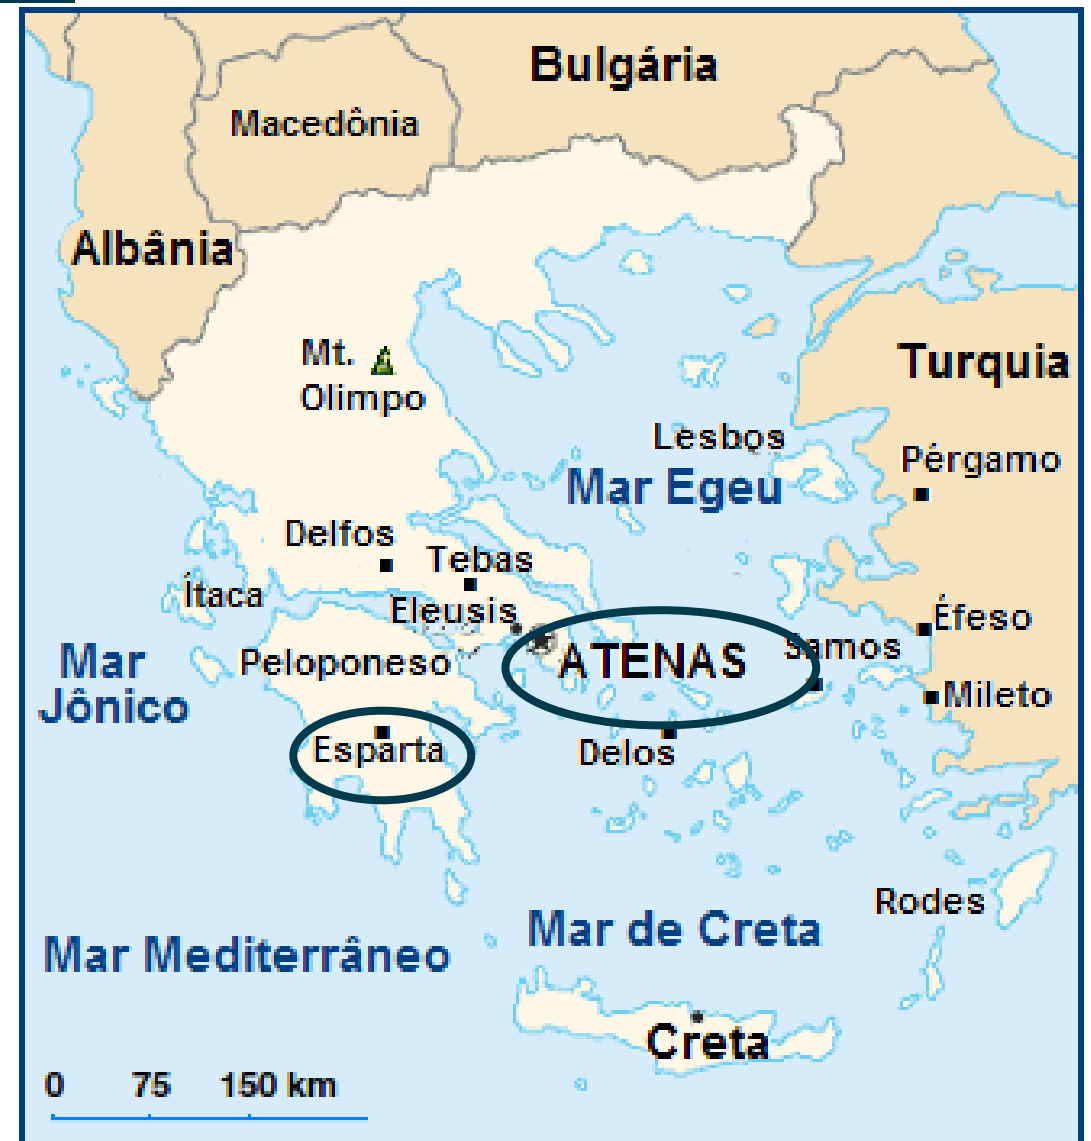 Bulgária
Macedônia
Albânia
Mt.
Olimpo
Turquia
Lesbos
Pérgamo
Mar Egeu
Delfos
Tebas
Ítaca
Eleusis
Éfeso
Samos
ATENAS
Peloponeso
Mar
Jônico
Mileto
Esparta
Delos
Rodes
Mar de Creta
Mar Mediterrâneo
Creta
0 75 150 km